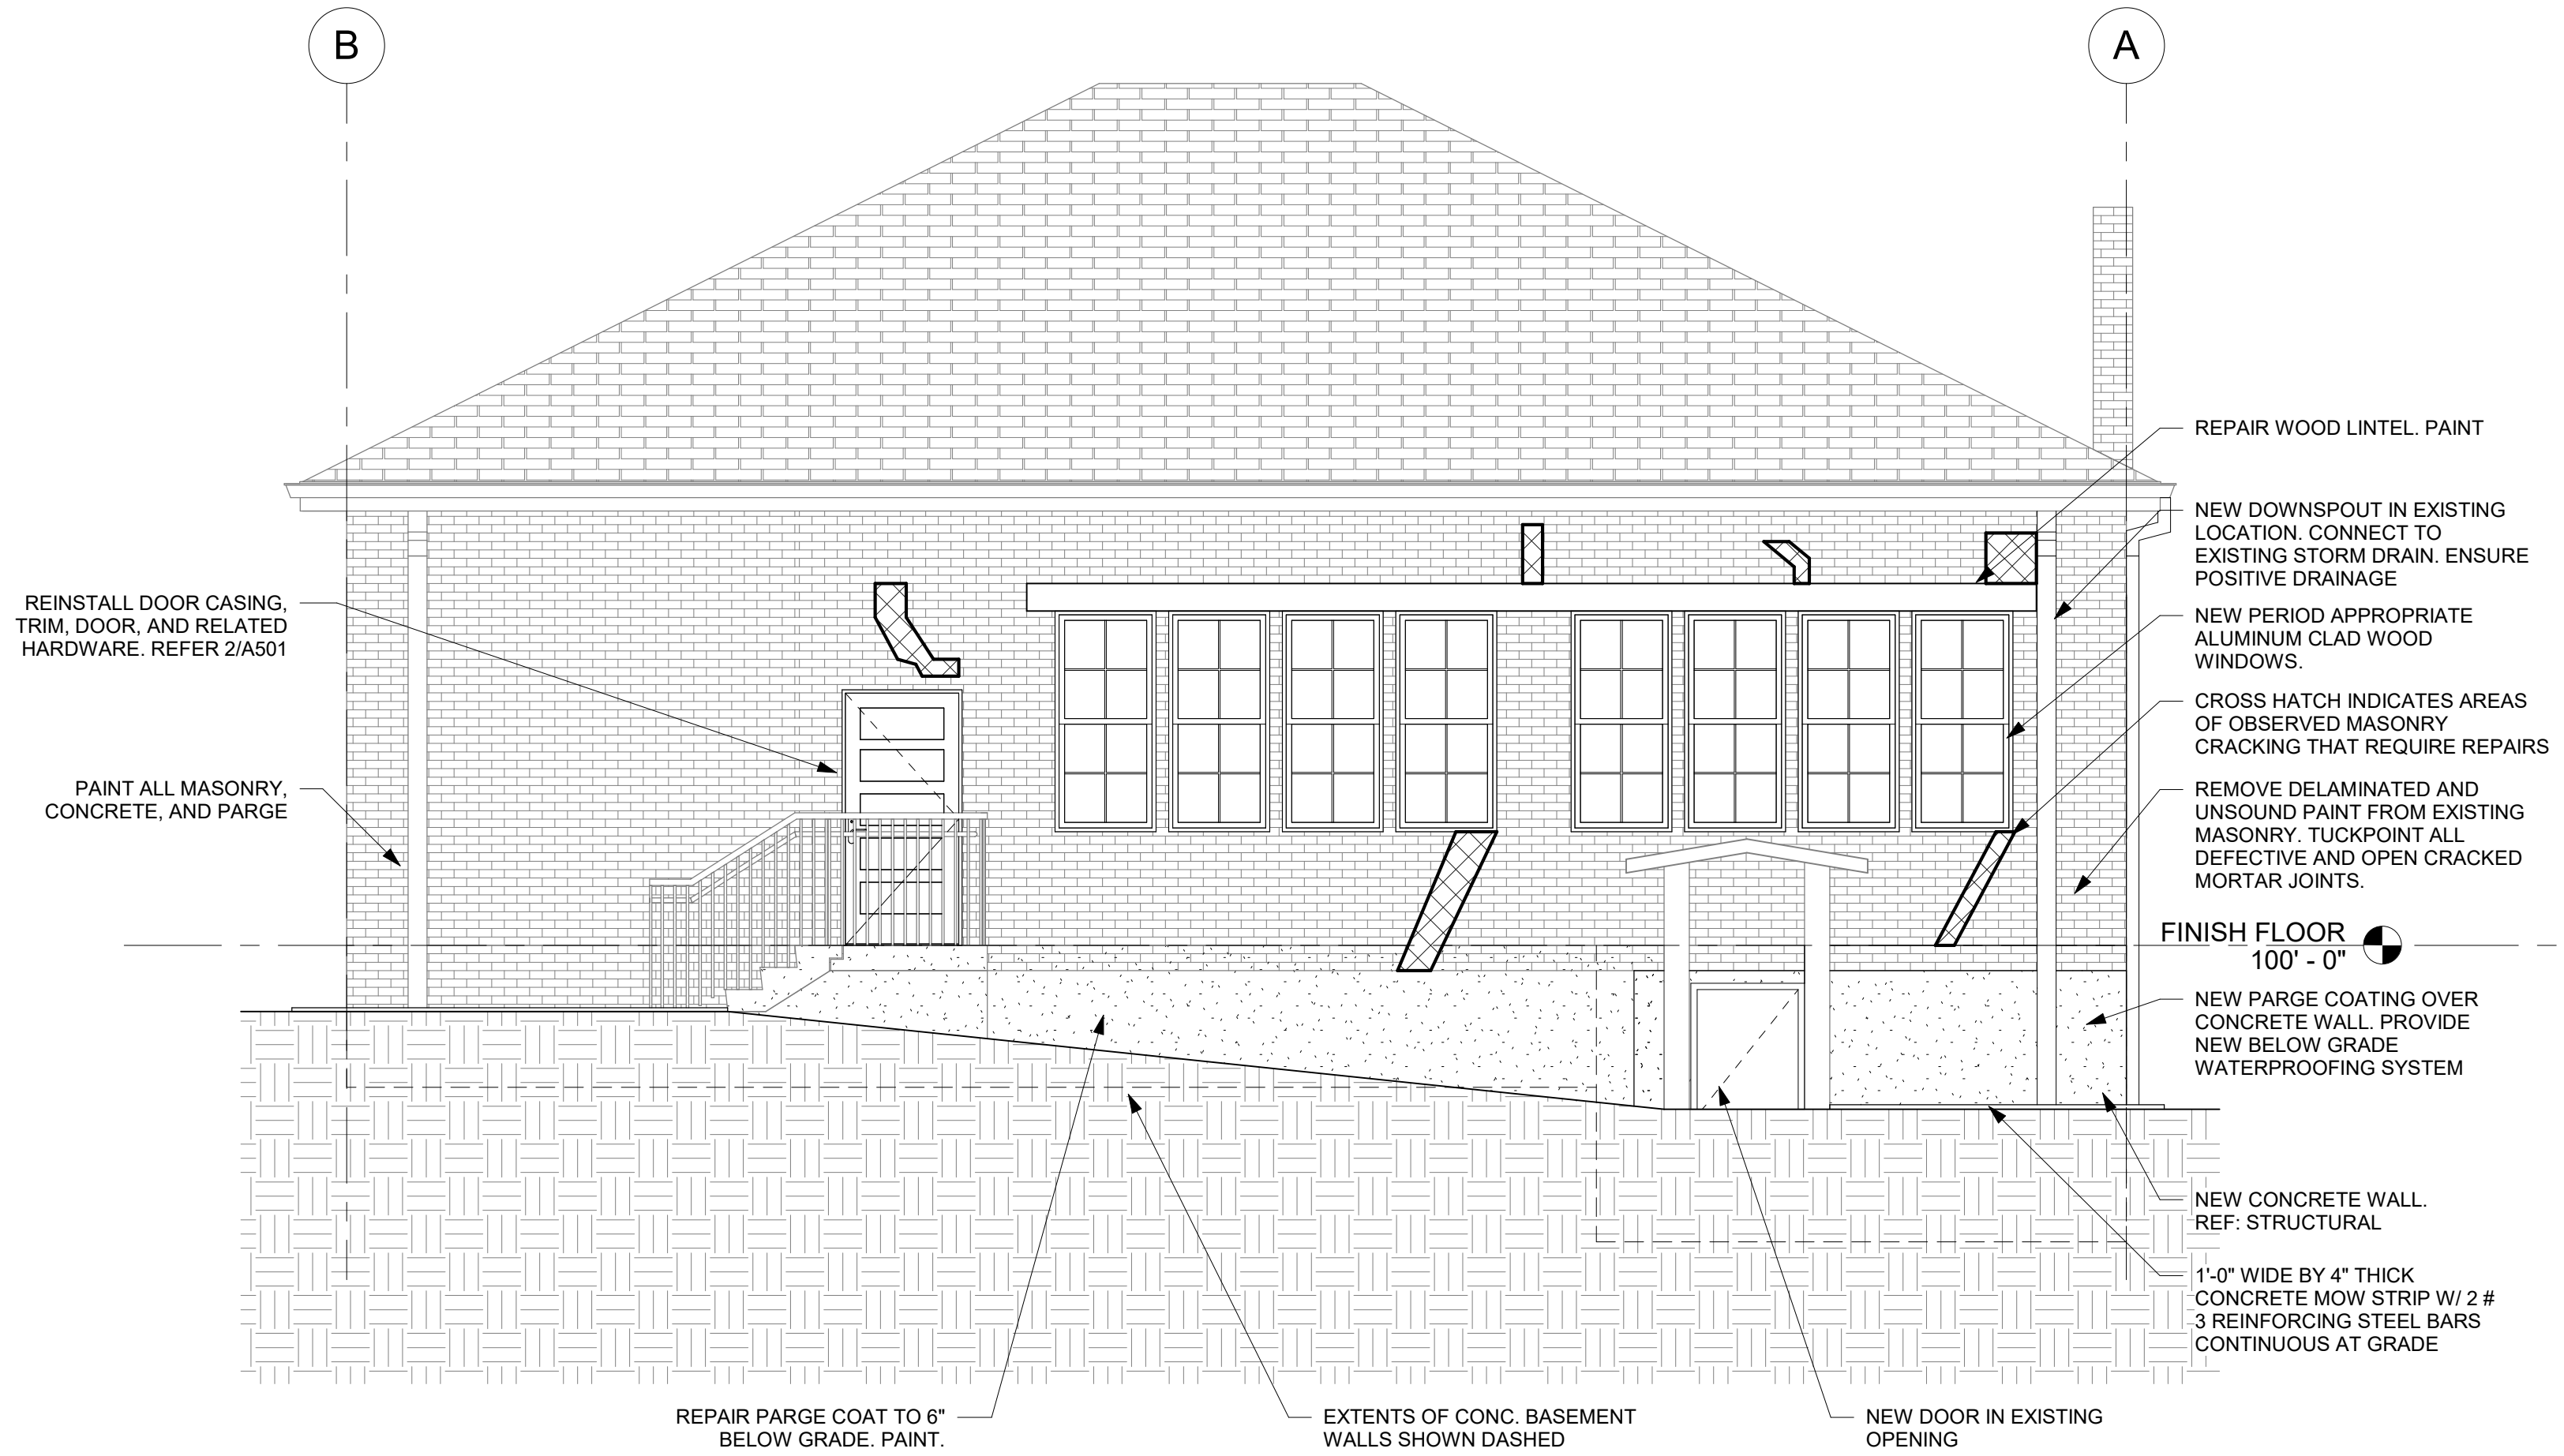 B
A
REPAIR WOOD LINTEL. PAINT
NEW DOWNSPOUT IN EXISTING
LOCATION. CONNECT TO
EXISTING STORM DRAIN. ENSURE
POSITIVE DRAINAGE
REINSTALL DOOR CASING,
TRIM, DOOR, AND RELATED
HARDWARE. REFER 2/A501
NEW PERIOD APPROPRIATE
ALUMINUM CLAD WOOD
WINDOWS.
CROSS HATCH INDICATES AREAS
OF OBSERVED MASONRY
CRACKING THAT REQUIRE REPAIRS
PAINT ALL MASONRY,
CONCRETE, AND PARGE
REMOVE DELAMINATED AND
UNSOUND PAINT FROM EXISTING
MASONRY. TUCKPOINT ALL
DEFECTIVE AND OPEN CRACKED
MORTAR JOINTS.
FINISH FLOOR
100' - 0"
NEW PARGE COATING OVER
CONCRETE WALL. PROVIDE
NEW BELOW GRADE
WATERPROOFING SYSTEM
NEW CONCRETE WALL.
REF: STRUCTURAL
1'-0" WIDE BY 4" THICK
CONCRETE MOW STRIP W/ 2 #
3 REINFORCING STEEL BARS
CONTINUOUS AT GRADE
REPAIR PARGE COAT TO 6"
BELOW GRADE. PAINT.
EXTENTS OF CONC. BASEMENT
WALLS SHOWN DASHED
NEW DOOR IN EXISTING
OPENING